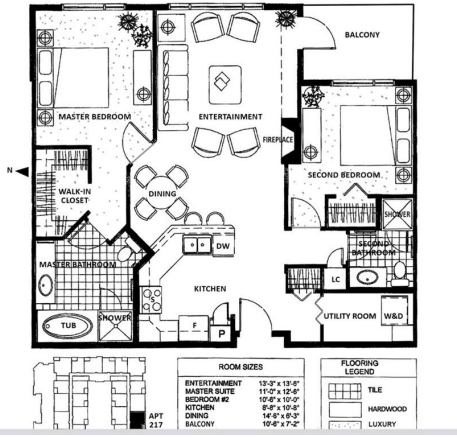 BALCONY
MASTER BEDROOM
ENTERTAINMENT
FIREPLACE
SECOND BEDROOM
N
WALK-IN
CLOSET
DINING
SHOWER
DW
SECOND
BATHROOM
MASTER BATHROOM
KITCHEN
LC
S
UTILITY ROOM
W&D
TUB
SHOWER
F
P
ROOM SIZES
ENTERTAINMENT 13'-3" x 13'-6"
MASTER SUITE 11'-0" x 12'-6"
BEDROOM #2 10'-6" x 10'-0"
KITCHEN 8'-8" x 10'-8"
DINING 14'-6" x 6'-3"
BALCONY 10'-6" x 7'-2"
APT
217
FLOORING
LEGEND
TILE
HARDWOOD
LUXURY